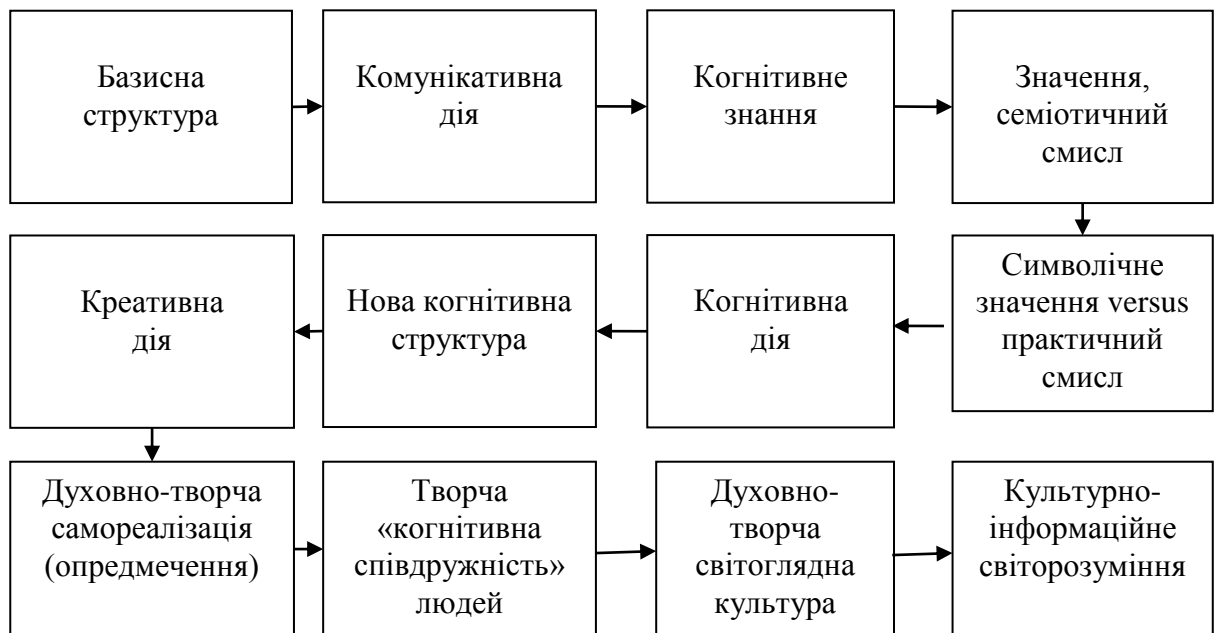 Базисна
структура
Комунікативна
дія
Когнітивне
знання
Значення,
семіотичний
смисл
Символічне
значення versus
практичний
смисл
Когнітивна
дія
Нова когнітивна
структура
Креативна
дія
Духовно-творча
самореалізація
(опредмечення)
Творча
«когнітивна
співдружність»
людей
Духовно-
творча
світоглядна
культура
Культурно-
інформаційне
світорозуміння